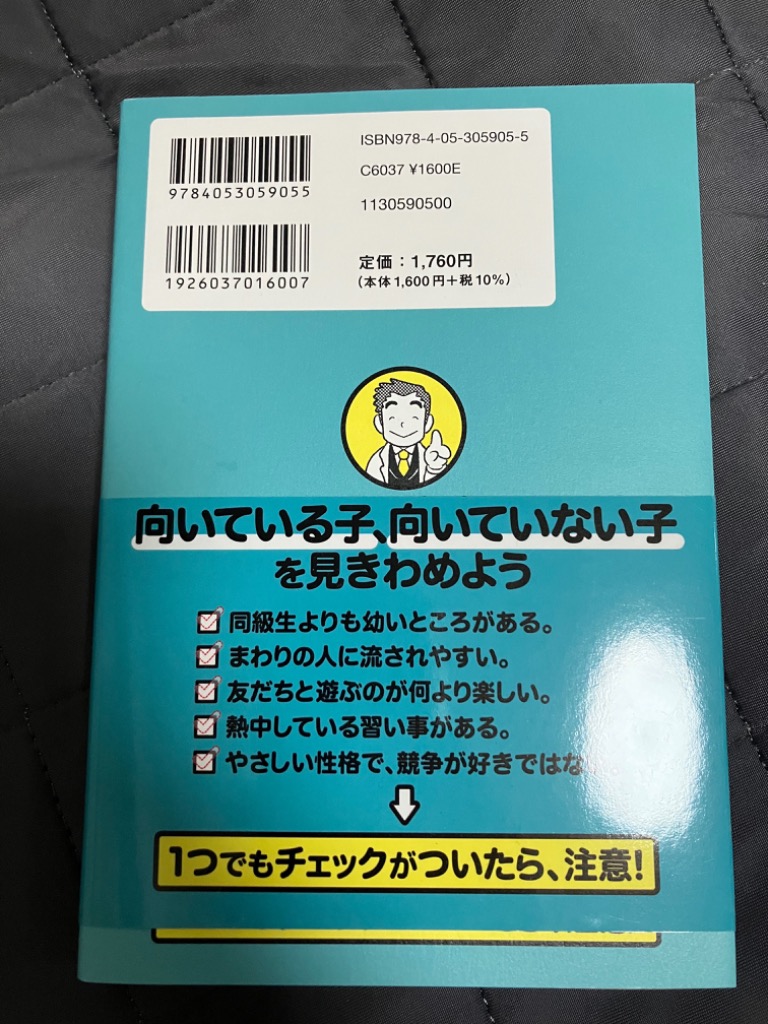 ISBN978-4-05-305905-5
9784053059055
C6037 ¥1600E
1130590500
1926037016007
定価:1,760円
(本体1,600円+税10%)
向いている子、向いていない子
を見きわめよう
同級生よりも幼いところがある。
まわりの人に流されやすい。
友だちと遊ぶのが何より楽しい。
熱中している習い事がある。
やさしい性格で、競争が好きではない。
1つでもチェックがついたら、注意!